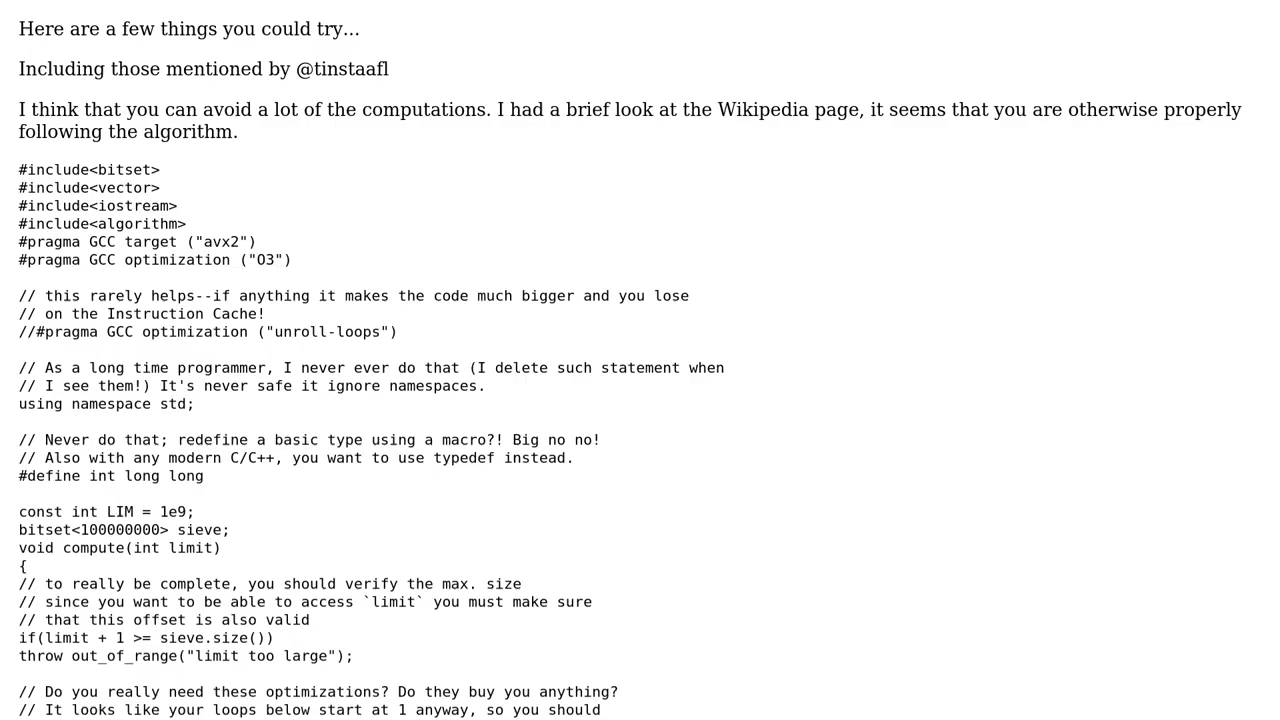 Here are a few things you could try...
Including those mentioned by @tinstaafl
I think that you can avoid a lot of the computations. I had a brief look at the Wikipedia page, it seems that you are otherwise properly
following the algorithm.
#include<bitset>
#include<vector>
#include<iostream>
#include<algorithm>
#pragma GCC target ("avx2")
#pragma GCC optimization ("O3")
// this rarely helps--if anything it makes the code much bigger and you lose
// on the Instruction Cache!
//#pragma GCC optimization ("unroll-loops")
// As a long time programmer, I never ever do that (I delete such statement when
// I see them!) It's never safe it ignore namespaces.
using namespace std;
// Never do that; redefine a basic type using a macro?! Big no no!
// Also with any modern C/C++, you want to use typedef instead.
#define int long long
const int LIM = 1e9;
bitset<100000000> sieve;
void compute(int limit)
{
// to really be complete, you should verify the max. size
// since you want to be able to access `limit` you must make sure
// that this offset is also valid
if(limit + 1 >= sieve.size())
throw out_of_range("limit too large");
// Do you really need these optimizations? Do they buy you anything?
// It looks like your loops below start at 1 anyway, so you should